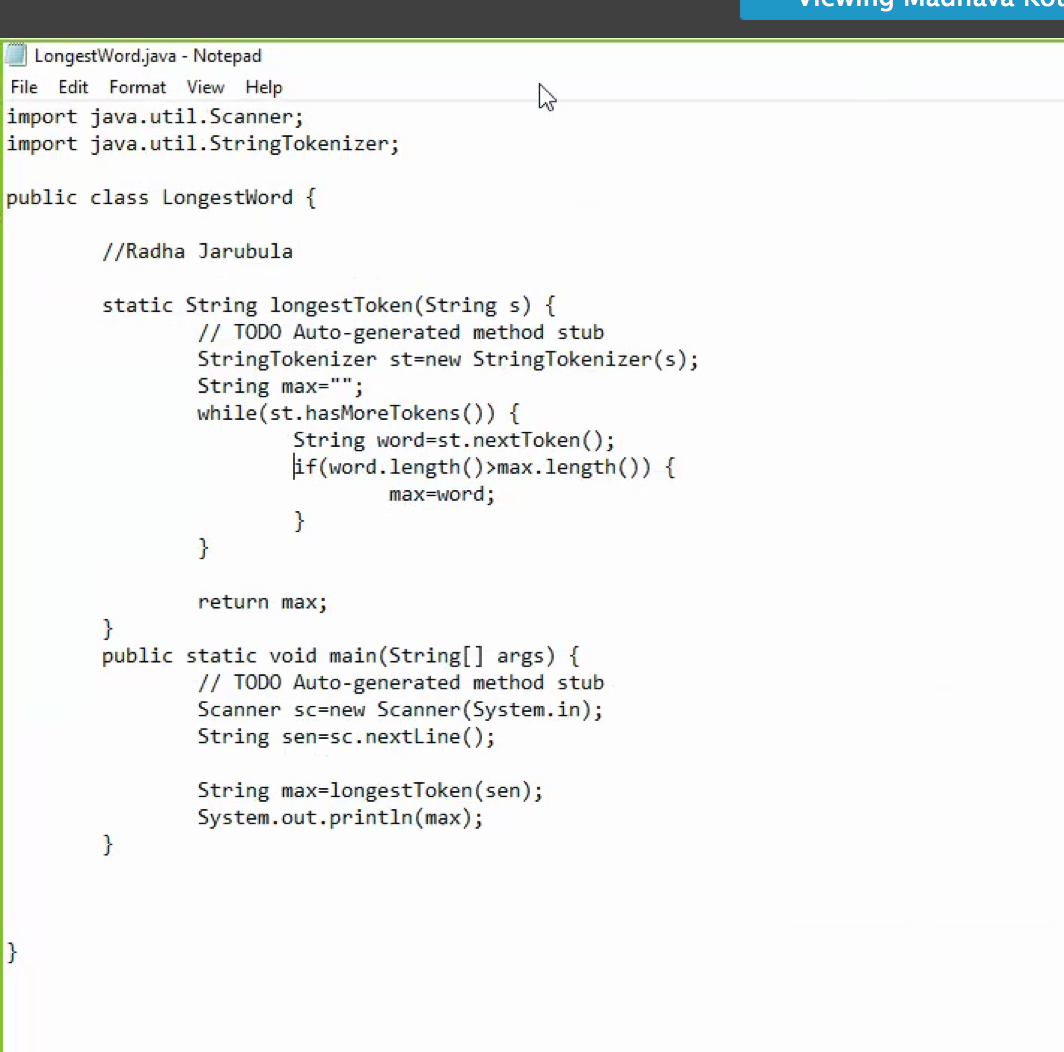 Viewing Madhava
LongestWord.java - Notepad
File Edit Format View Help
import java.util.Scanner;
import java.util.StringTokenizer;
public class LongestWord {
//Radha Jarubula
static String longestToken(String s) {
// TODO Auto-generated method stub
StringTokenizer st=new StringTokenizer(s);
String max="";
while(st.hasMoreTokens()) {
String word=st.nextToken();
if(word.length()>max.length()) {
max=word;
}
}
return max;
}
public static void main(String[] args) {
// TODO Auto-generated method stub
Scanner sc=new Scanner(System.in);
String sen=sc.nextLine();
String max=longestToken(sen);
System.out.println(max);
}
}